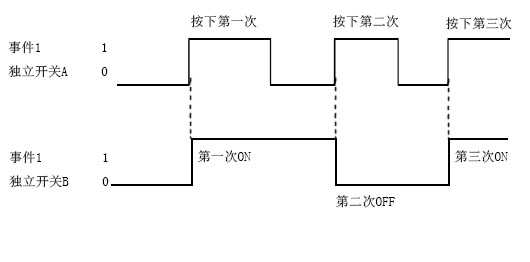 按下第一次 按下第二次 按下第三次
事件1 1
独立开关A 0
事件1 1 第一次ON 第三次ON
独立开关B 0
第二次OFF